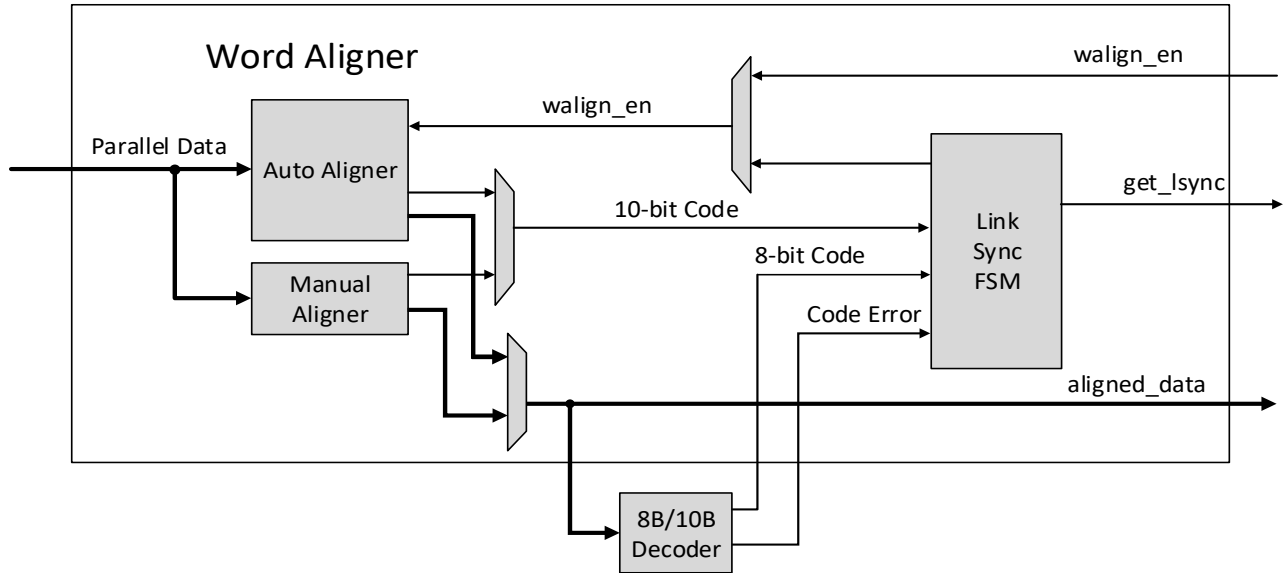 Word Aligner
walign_en
walign_en
Parallel Data
Auto Aligner
get_lsync
10-bit Code
Link
Sync
FSM
8-bit Code
Manual
Aligner
Code Error
aligned_data
8B/10B
Decoder